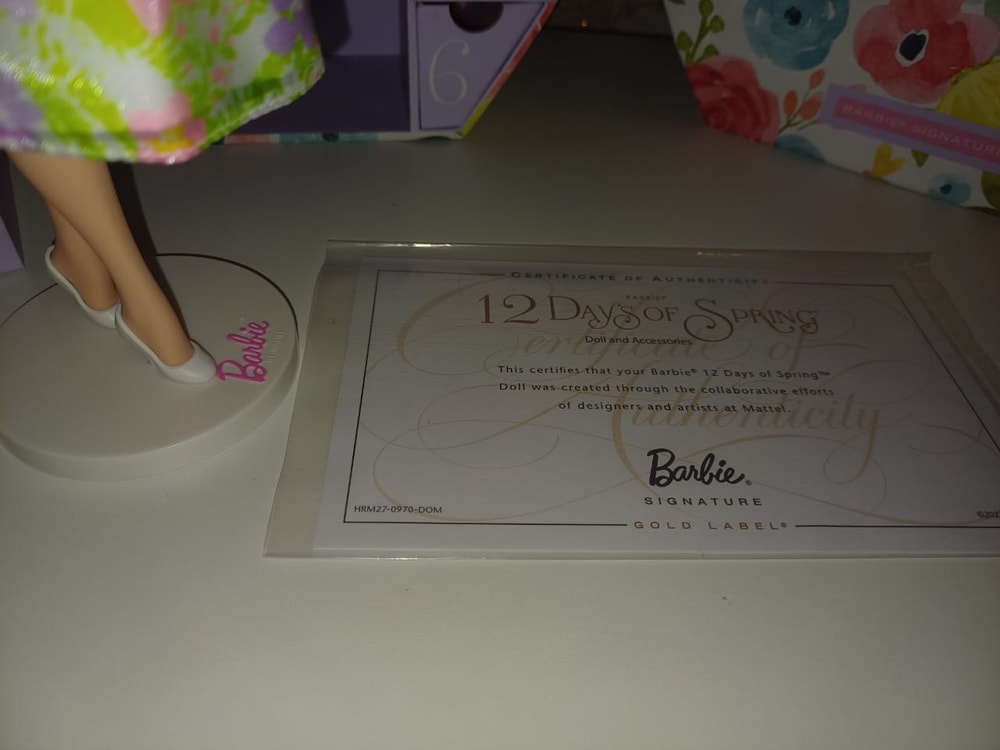 6
BARBIE® SIGNATURE
Barbie
CERTIFICATE OF AUTHENTICITY
BARBIE®
12 DAYS OF SPRING™
Doll and Accessories
Certificate of
Authenticity
This certifies that your Barbie® 12 Days of Spring™
Doll was created through the collaborative efforts
of designers and artists at Mattel.
Barbie®
SIGNATURE
HRM27-0970-DOM
GOLD LABEL®